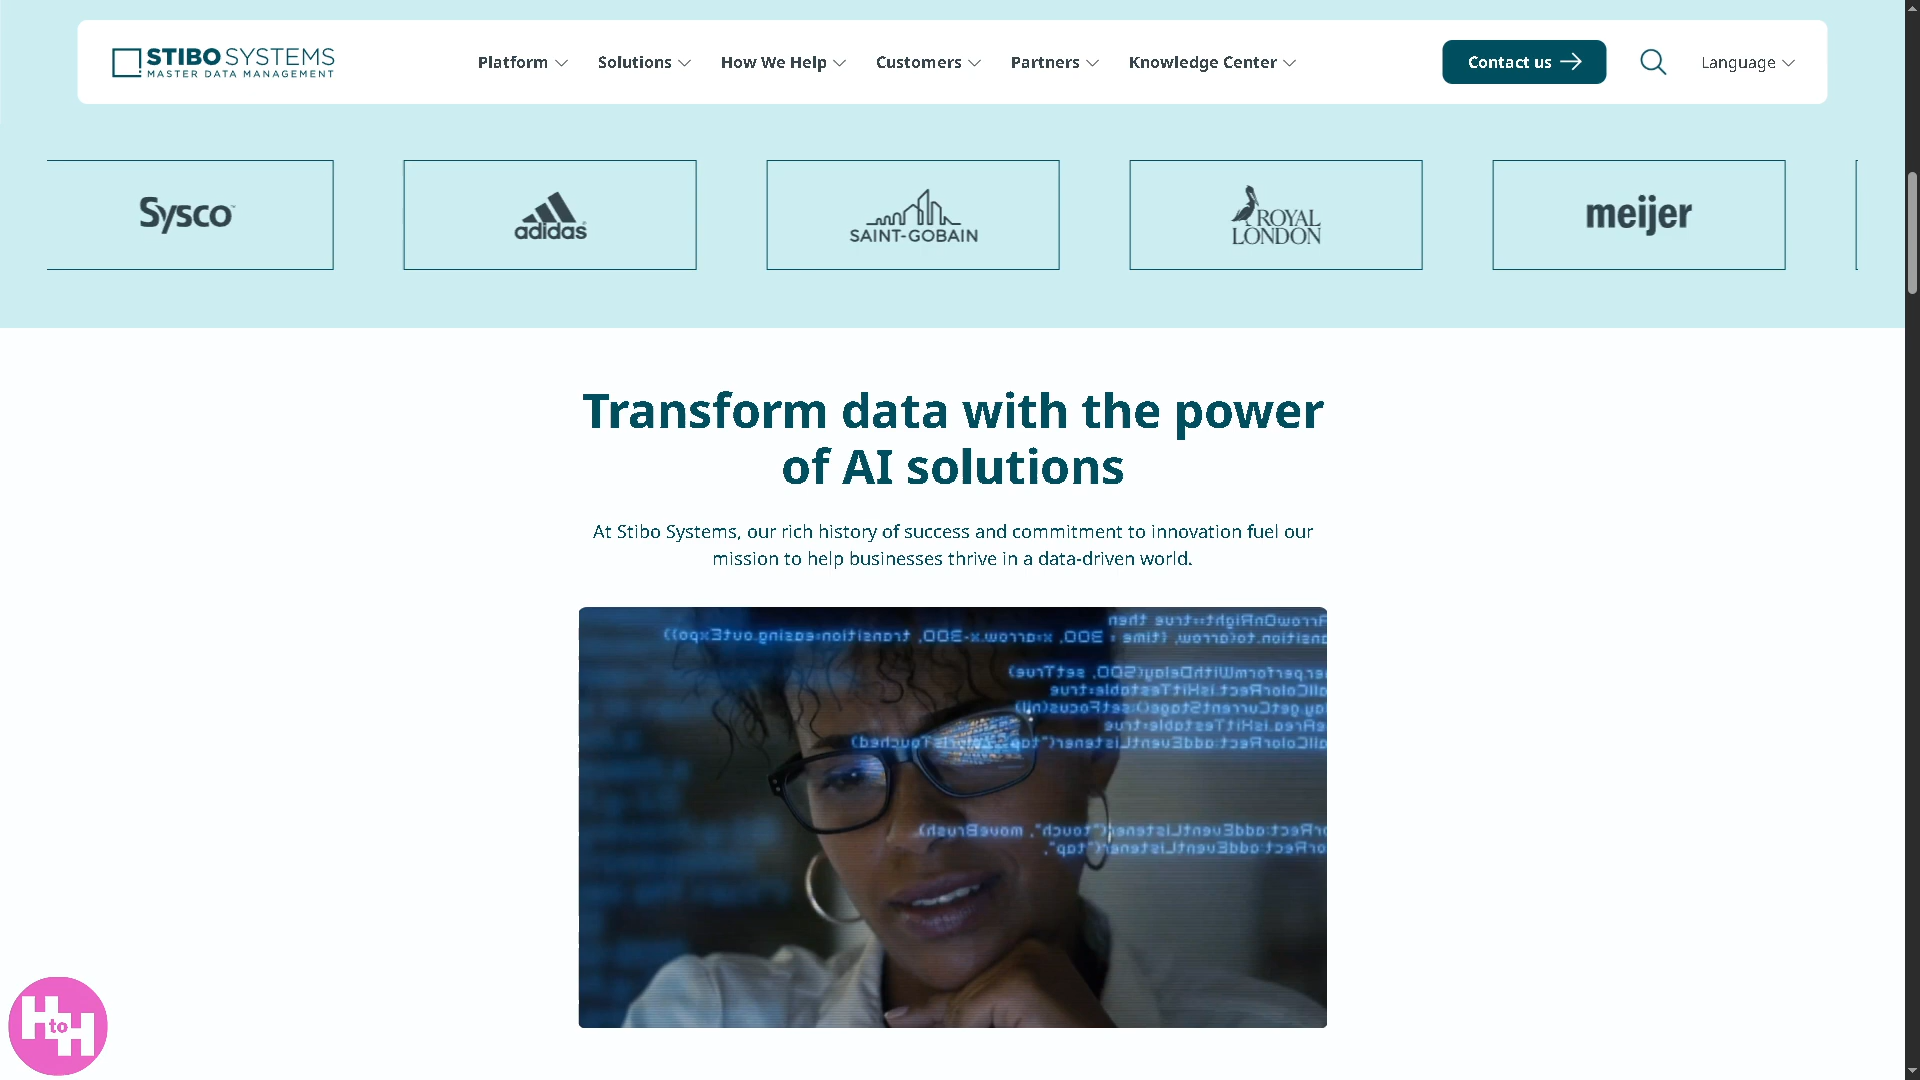 STIBO SYSTEMS
MASTER DATA MANAGEMENT
Platform
Solutions
How We Help
Customers
Partners
Knowledge Center
Contact us
Language
Sysco
adidas
SAINT-GOBAIN
ROYAL
LONDON
meijer
Transform data with the power
of AI solutions
At Stibo Systems, our rich history of success and commitment to innovation fuel our
mission to help businesses thrive in a data-driven world.
H to H